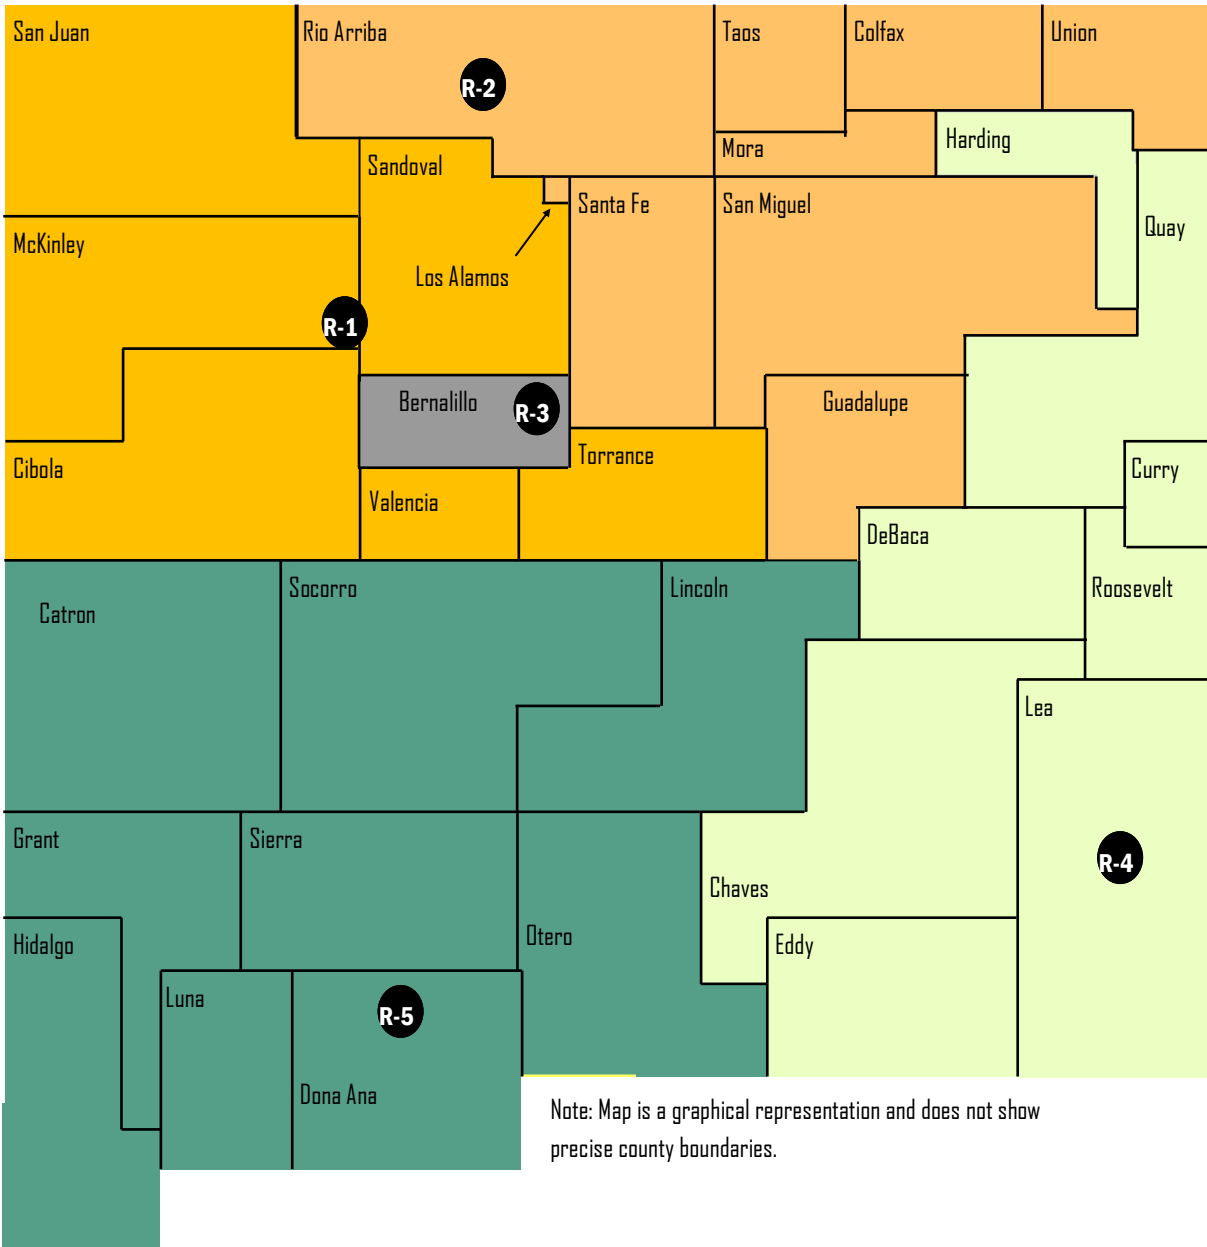 San Juan
Rio Arriba
Taos
Colfax
Union
R-2
Harding
Mora
Sandoval
Santa Fe
San Miguel
Quay
McKinley
Los Alamos
R-1
Bernalillo
R-3
Guadalupe
Cibola
Torrance
Curry
Valencia
DeBaca
Catron
Socorro
Lincoln
Roosevelt
Lea
Grant
Sierra
R-4
Chaves
Hidalgo
Otero
Eddy
Luna
R-5
Dona Ana
Note: Map is a graphical representation and does not show
precise county boundaries.